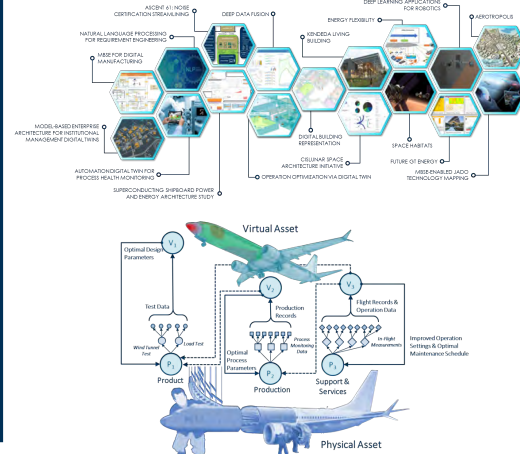 DEEP LEARNING APPLICATIONS
FOR ROBOTICS
ASCENT 61: NOISE
CERTIFICATION STREAMLINING
DEEP DATA FUSION
AEROTROPOLIS
ENERGY FLEXIBILITY
NATURAL LANGUAGE PROCESSING
FOR REQUIREMENT ENGINEERING
KENDEDA LIVING
BUILDING
MBSE FOR DIGITAL
MANUFACTURING
MODEL-BASED ENTERPRISE
ARCHITECTURE FOR INSTITUTIONAL
MANAGEMENT DIGITAL TWINS
DIGITAL BUILDING
REPRESENTATION
SPACE HABITATS
CISLUNAR SPACE
ARCHITECTURE INITIATIVE
FUTURE GT ENERGY
AUTOMATION DIGITAL TWIN FOR
PROCESS HEALTH MONITORING
OPERATION OPTIMIZATION VIA DIGITAL TWIN
MBSE-ENABLED JADC
TECHNOLOGY MAPPING
SUPERCONDUCTING SHIPBOARD POWER
AND ENERGY ARCHITECTURE STUDY
Virtual Asset
Optimal Design
Parameters
V1
V2
V3
Test Data
Production
Records
Flight Records &
Operation Data
Wind Tunnel
Test
Load Test
Optimal
Process
Parameters
Process
Monitoring
Data
In-Flight
Measurements
Improved Operation
Settings & Optimal
Maintenance Schedule
P1
P2
P3
Product
Production
Support &
Services
Physical Asset